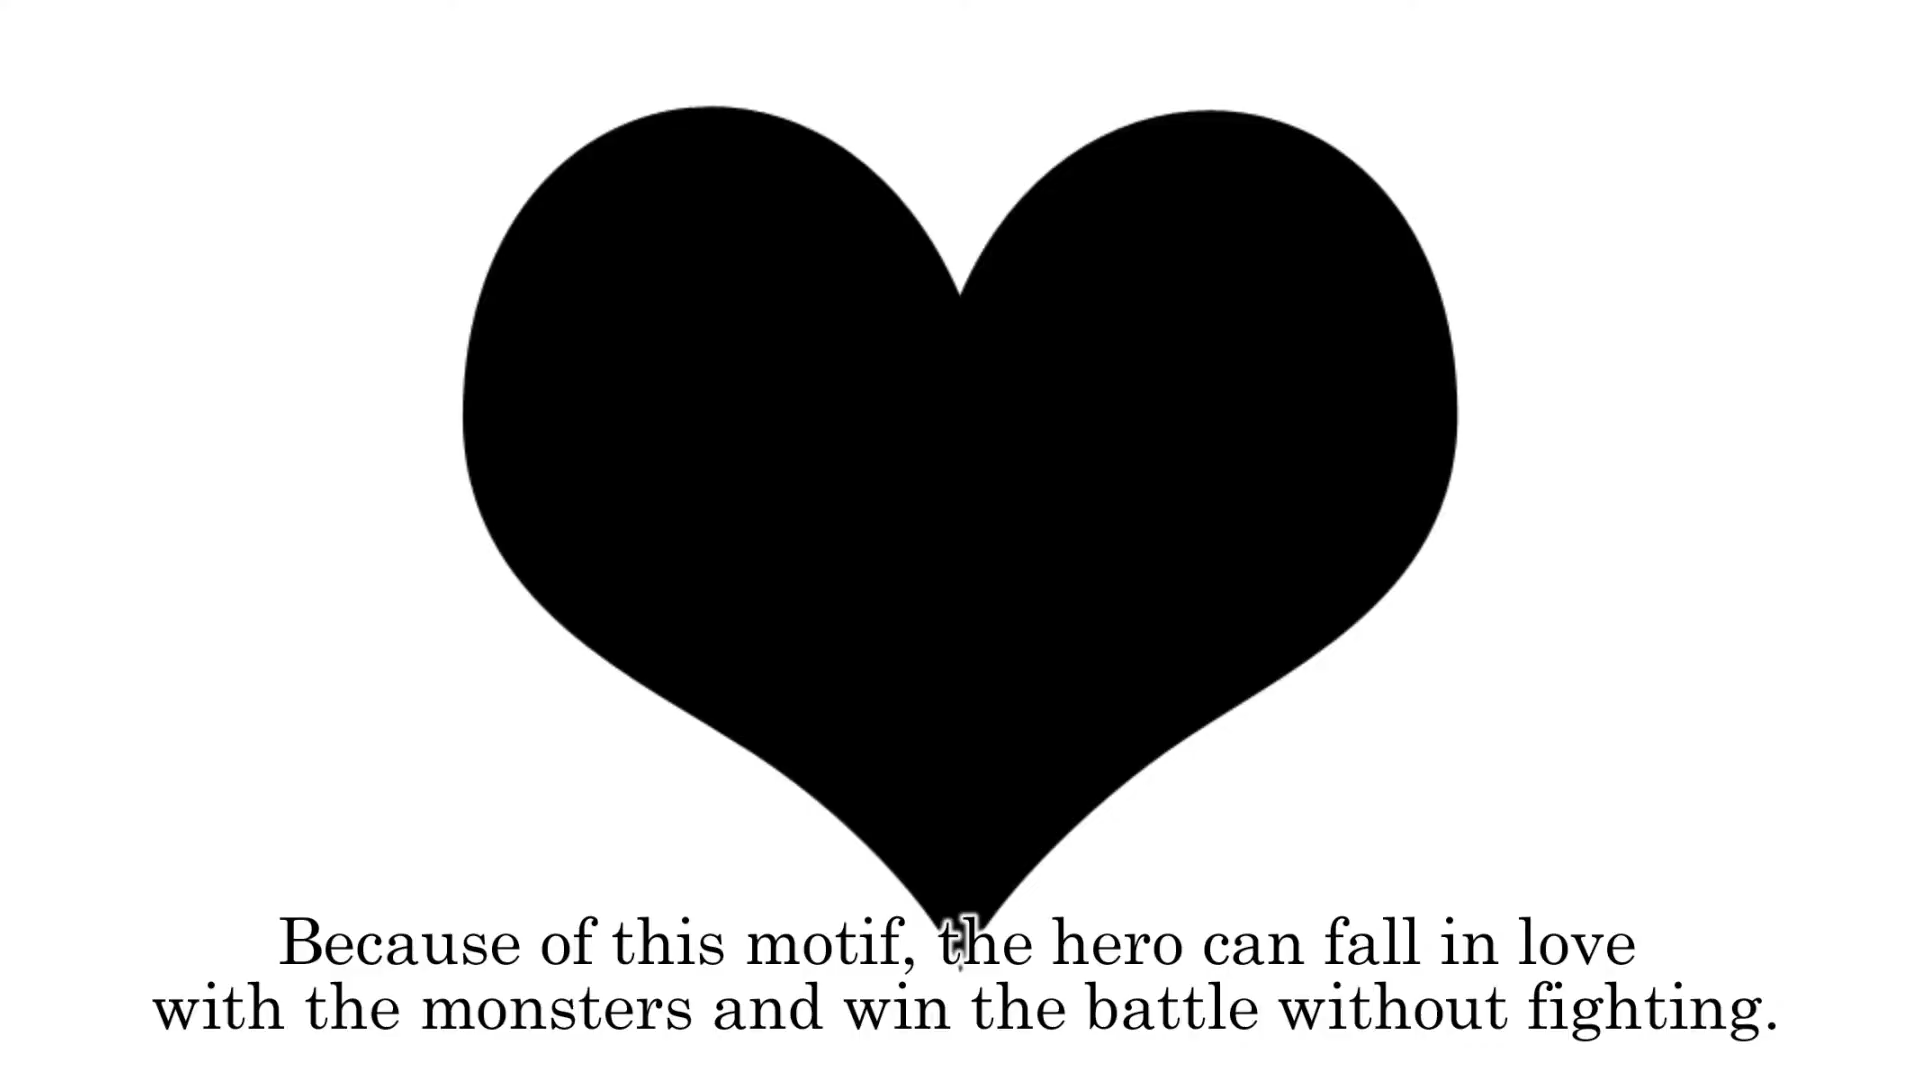 Because of this motif, the hero can fall in love
with the monsters and win the battle without fighting.